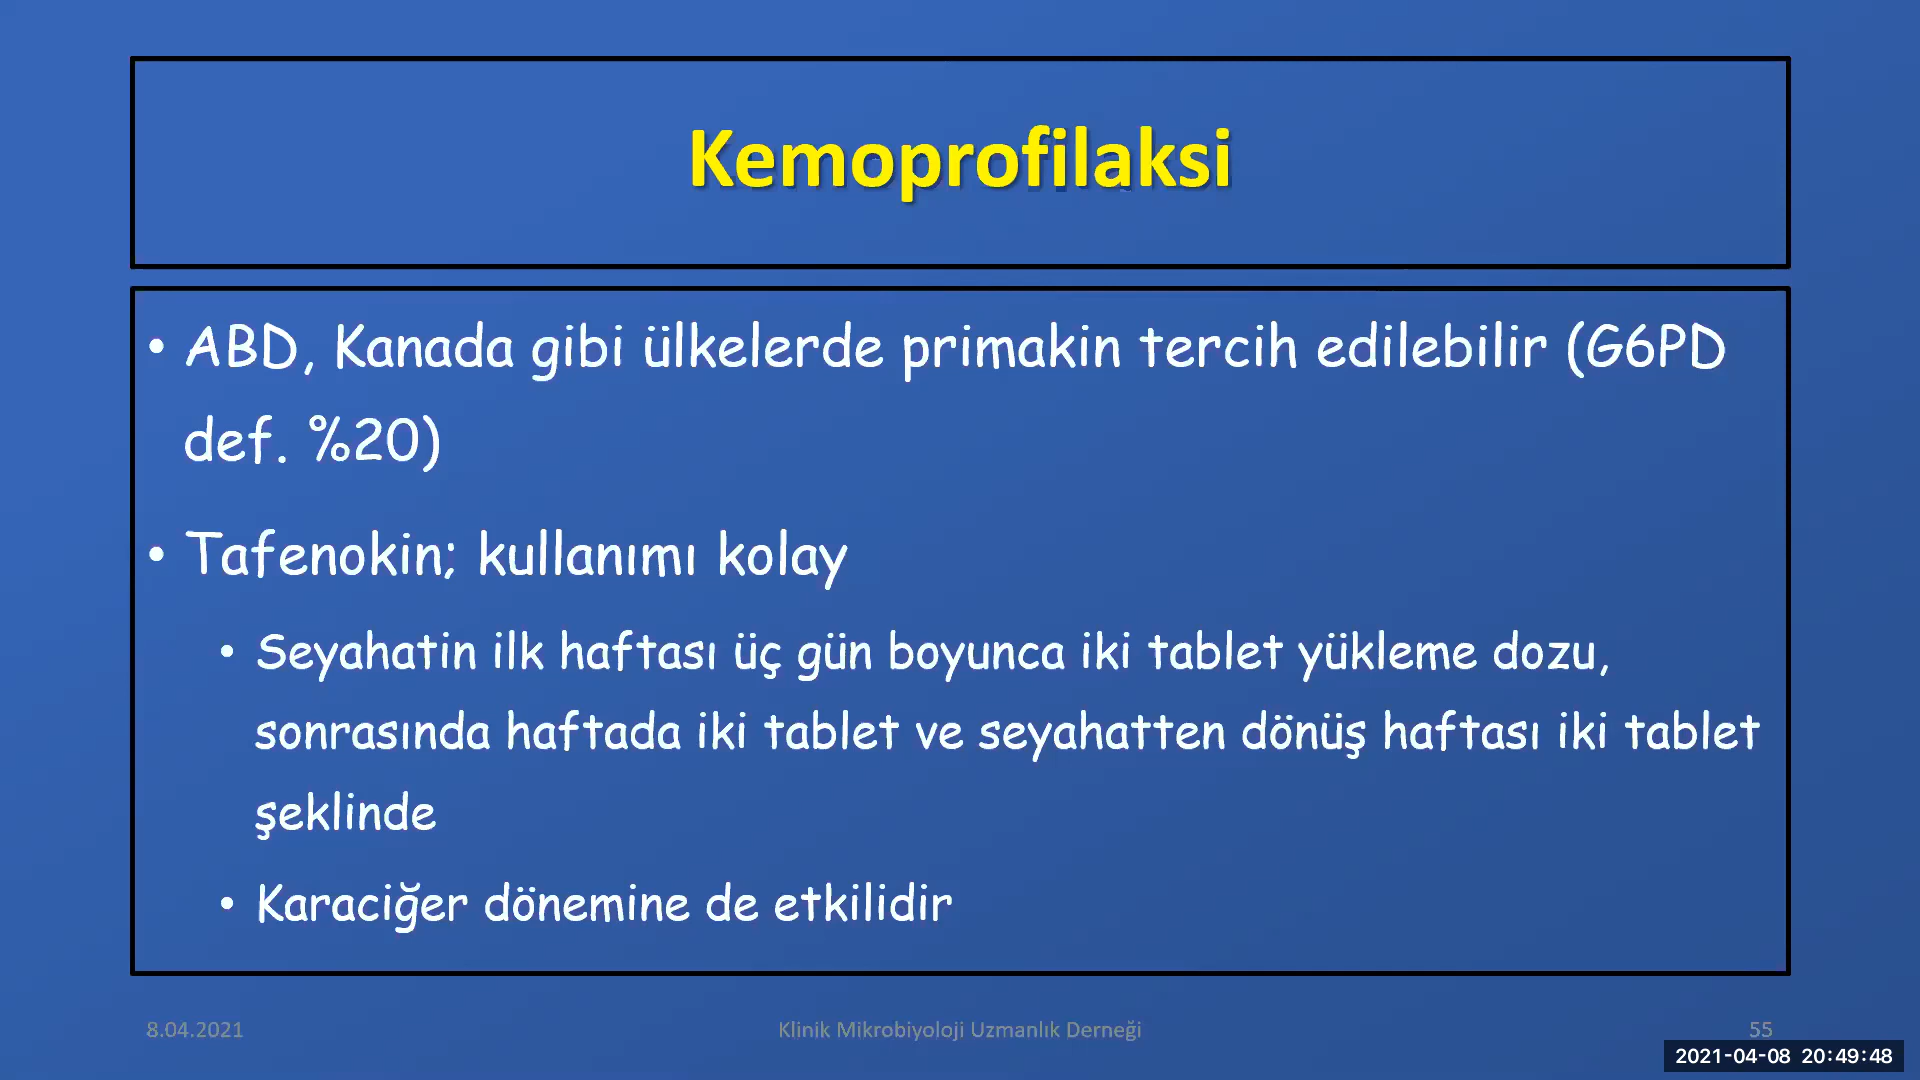 Kemoprofilaksi
• ABD, Kanada gibi ülkelerde primakin tercih edilebilir (G6PD
def. %20)
• Tafenokin; kullanımı kolay
• Seyahatin ilk haftası üç gün boyunca iki tablet yükleme dozu,
sonrasında haftada iki tablet ve seyahatten dönüş haftası iki tablet
şeklinde
• Karaciğer dönemine de etkilidir
8.04.2021
Klinik Mikrobiyoloji Uzmanlık Derneği
55
2021-04-08 20:49:48